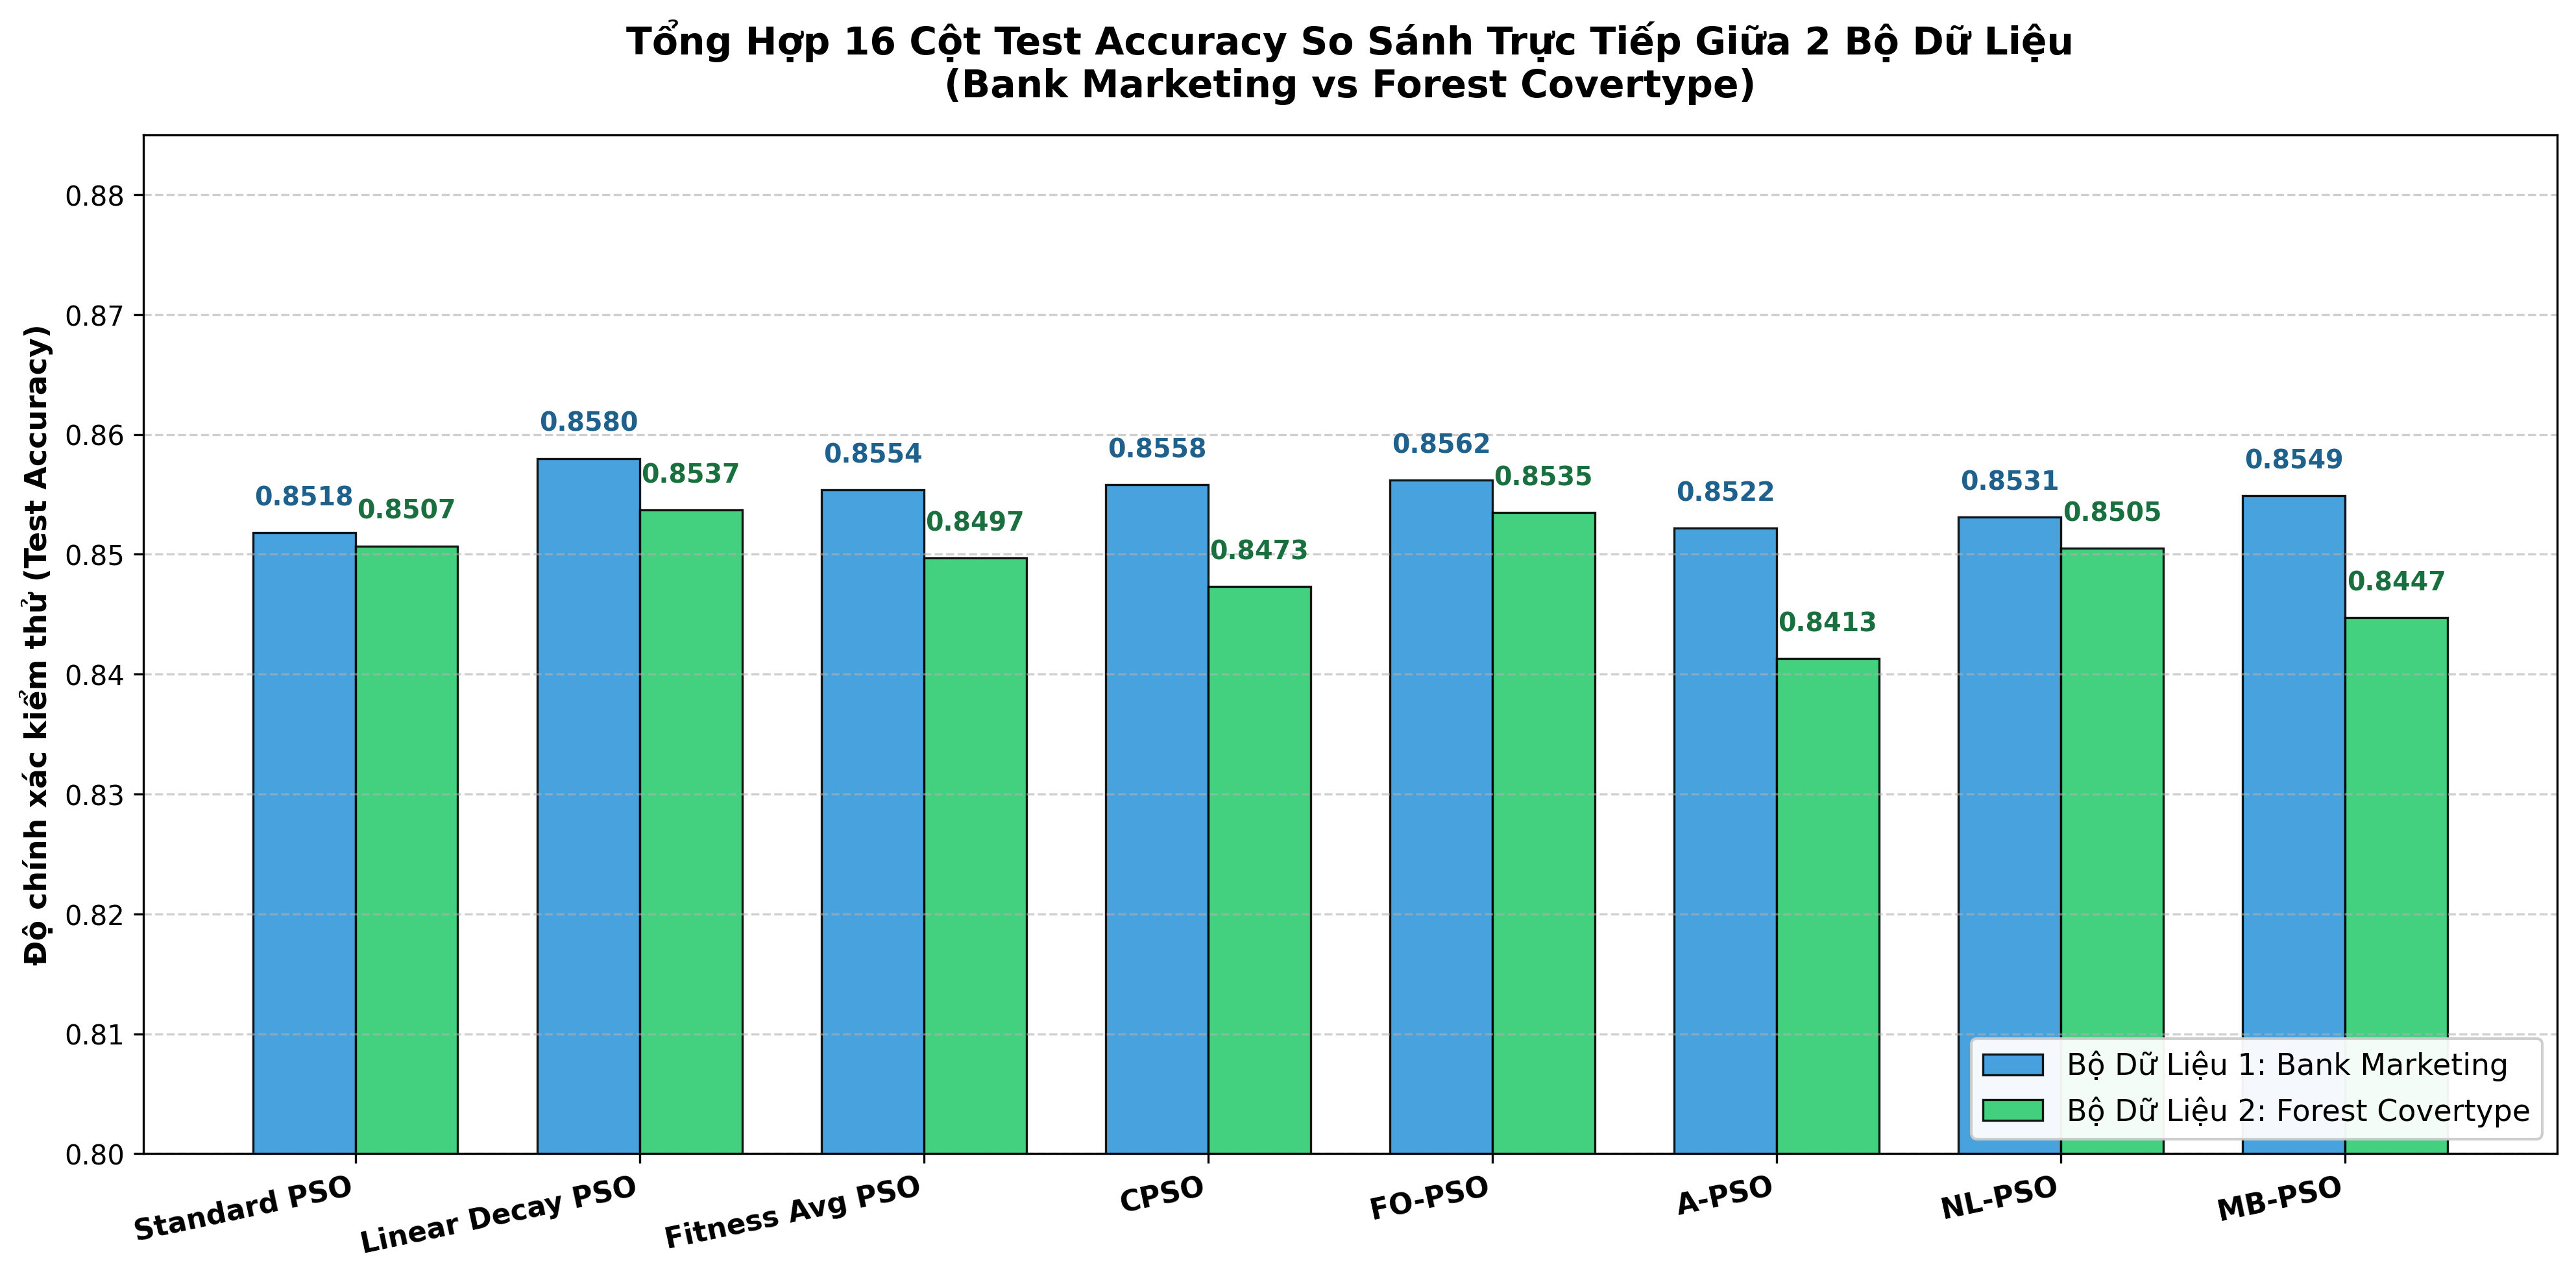 Tổng Hợp 16 Cột Test Accuracy So Sánh Trực Tiếp Giữa 2 Bộ Dữ Liệu
(Bank Marketing vs Forest Covertype)
Độ chính xác kiểm thử (Test Accuracy)
0.88
0.87
0.86
0.85
0.84
0.83
0.82
0.81
0.80
0.8518
0.8507
0.8580
0.8537
0.8554
0.8497
0.8558
0.8473
0.8562
0.8535
0.8522
0.8413
0.8531
0.8505
0.8549
0.8447
Bộ Dữ Liệu 1: Bank Marketing
Bộ Dữ Liệu 2: Forest Covertype
Standard PSO
Linear Decay PSO
Fitness Avg PSO
CPSO
FO-PSO
A-PSO
NL-PSO
MB-PSO